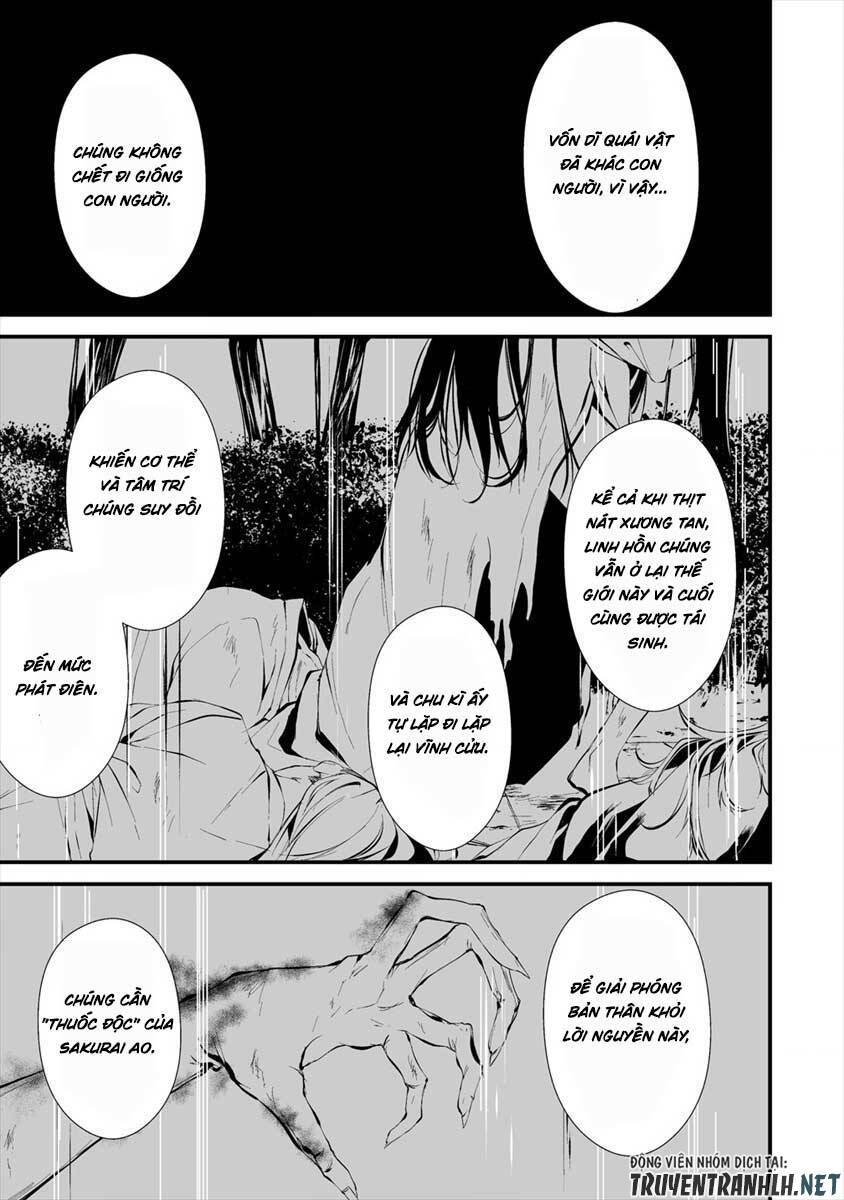 VỐN DĨ QUÁI VẬT
ĐÃ KHÁC CON
NGƯỜI, VÌ VẬY...
CHÚNG KHÔNG
CHẾT ĐI GIỐNG
CON NGƯỜI.
KỂ CẢ KHI THỊT
NÁT XƯƠNG TAN,
LINH HỒN CHÚNG
VẪN Ở LẠI THẾ
GIỚI NÀY VÀ CUỐI
CÙNG ĐƯỢC TÁI
SINH.
VÀ CHU KÌ ẤY
TỰ LẶP ĐI LẶP
LẠI VĨNH CỬU.
KHIẾN CƠ THỂ
VÀ TÂM TRÍ
CHÚNG SUY ĐỒI
ĐẾN MỨC
PHÁT ĐIÊN.
ĐỂ GIẢI PHÓNG
BẢN THÂN KHỎI
LỜI NGUYỀN NÀY,
CHÚNG CẦN
"THUỐC ĐỘC" CỦA
SAKURAI AO.
ĐỘNG VIÊN NHÓM DỊCH TẠI:
TRUYENTRANHLH.NET